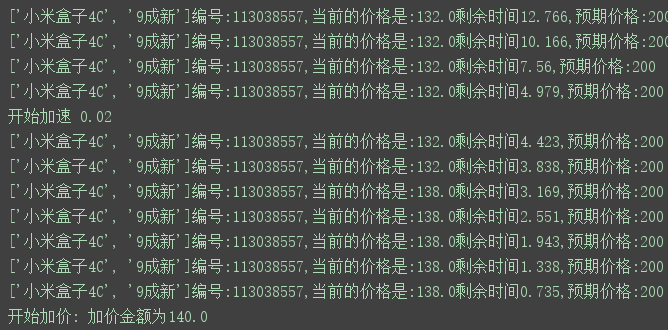 ['小米盒子4C', '9成新']编号:113038557,当前的价格是:132.0剩余时间12.766,预期价格:200
['小米盒子4C', '9成新']编号:113038557,当前的价格是:132.0剩余时间10.166,预期价格:200
['小米盒子4C', '9成新']编号:113038557,当前的价格是:132.0剩余时间7.56,预期价格:200
['小米盒子4C', '9成新']编号:113038557,当前的价格是:132.0剩余时间4.979,预期价格:200
开始加速 0.02
['小米盒子4C', '9成新']编号:113038557,当前的价格是:132.0剩余时间4.423,预期价格:200
['小米盒子4C', '9成新']编号:113038557,当前的价格是:132.0剩余时间3.838,预期价格:200
['小米盒子4C', '9成新']编号:113038557,当前的价格是:138.0剩余时间3.169,预期价格:200
['小米盒子4C', '9成新']编号:113038557,当前的价格是:138.0剩余时间2.551,预期价格:200
['小米盒子4C', '9成新']编号:113038557,当前的价格是:138.0剩余时间1.943,预期价格:200
['小米盒子4C', '9成新']编号:113038557,当前的价格是:138.0剩余时间1.338,预期价格:200
['小米盒子4C', '9成新']编号:113038557,当前的价格是:138.0剩余时间0.735,预期价格:200
开始加价: 加价金额为140.0